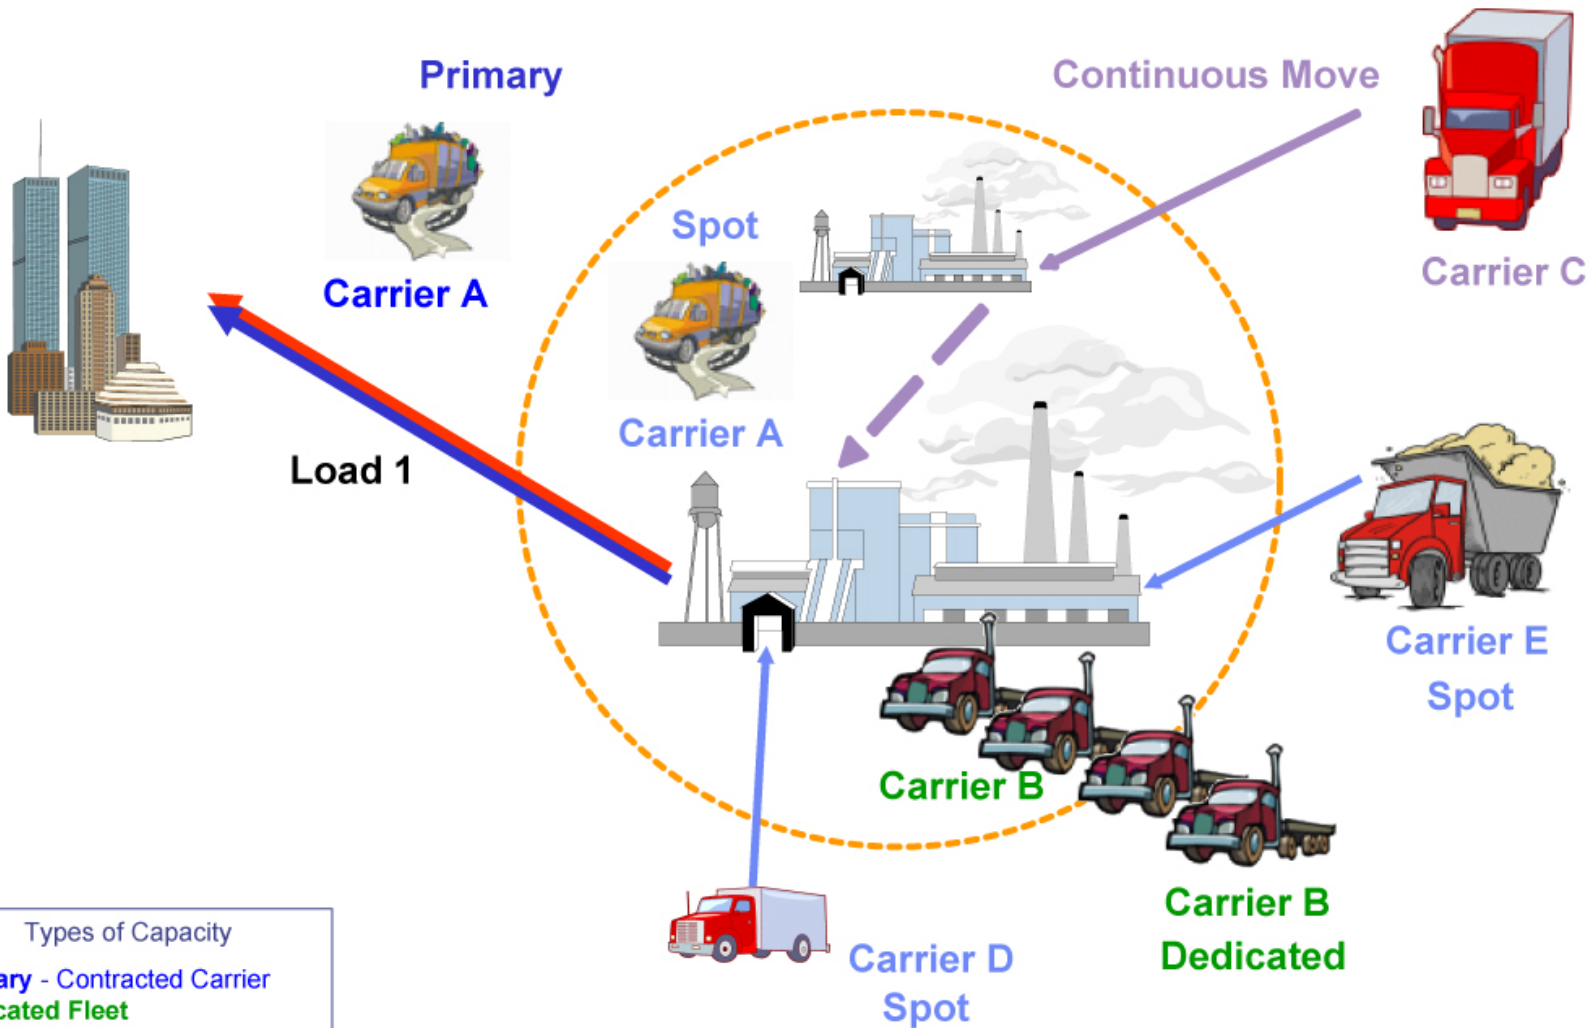 Primary
Continuous Move
Spot
Carrier A
Carrier C
Carrier A
Load 1
Carrier E
Spot
Carrier B
Carrier B
Dedicated
Carrier D
Spot
Types of Capacity
ary - Contracted Carrier
cated Fleet